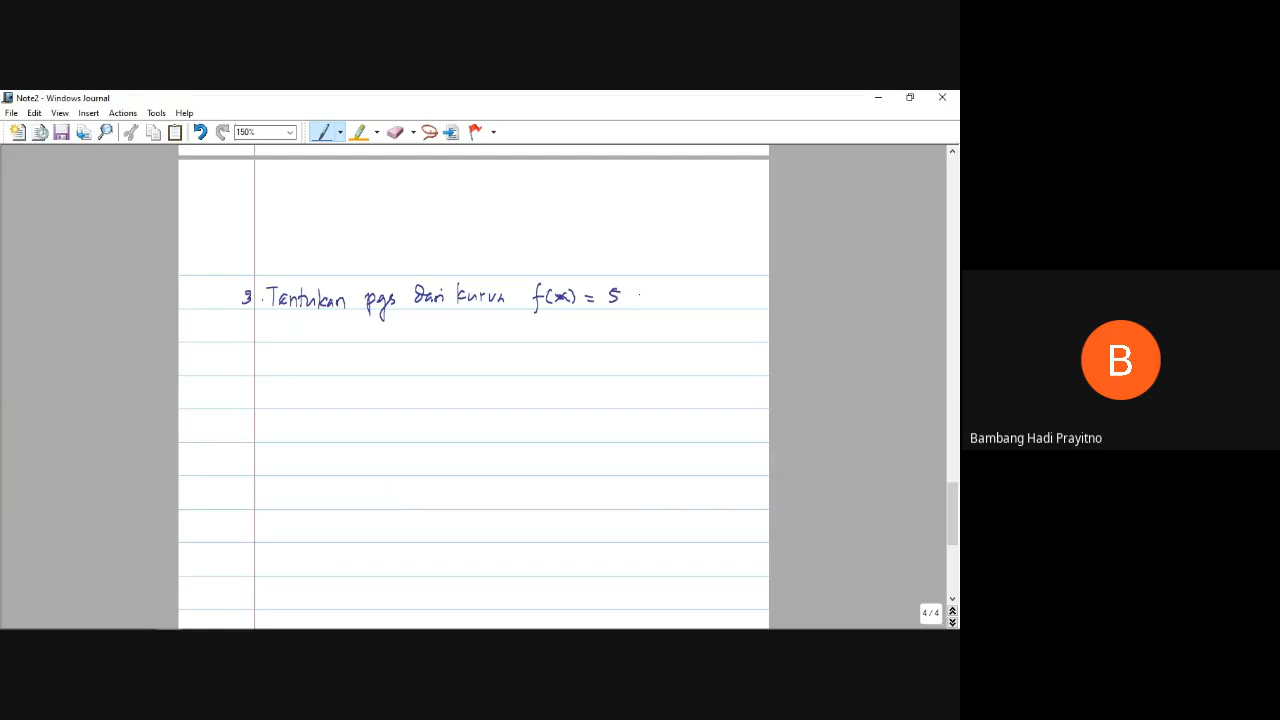 Note2 - Windows Journal
File Edit View Insert Actions Tools Help
150%
3. Tentukan pgs dari kurva f(x) = 5
4 / 4
B
Bambang Hadi Prayitno